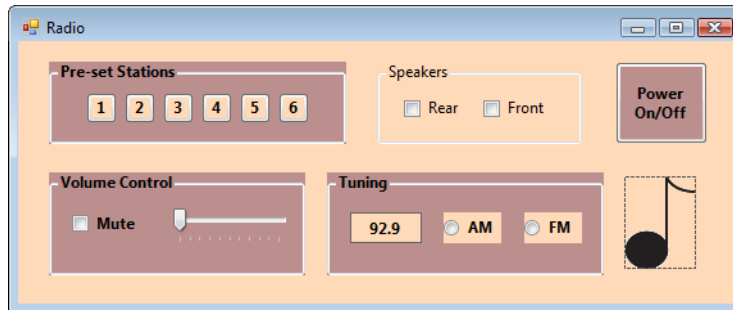 Radio
Pre-set Stations
1 2 3 4 5 6
Speakers
Rear Front
Power
On/Off
Volume Control
Mute
Tuning
92.9 AM FM